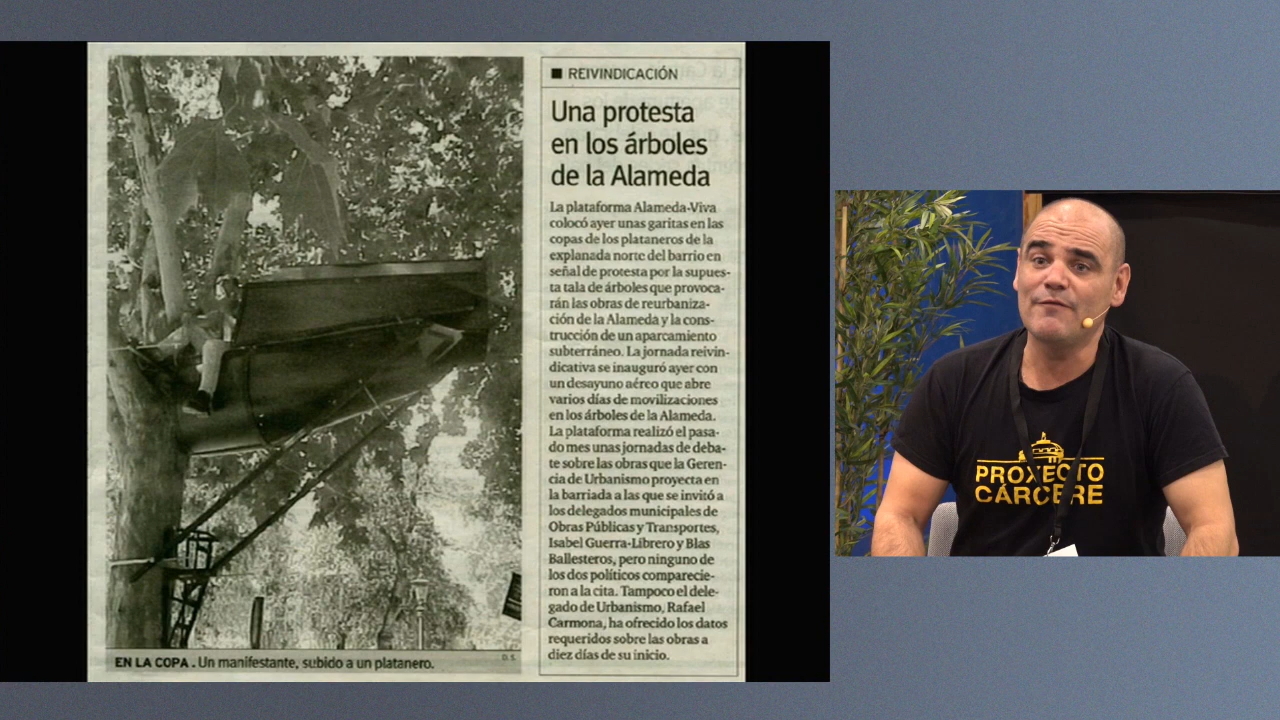 ■ REIVINDICACIÓN
Una protesta
en los árboles
de la Alameda
La plataforma Alameda-Viva
colocó ayer unas garitas en las
copas de los plataneros de la
explanada norte del barrio en
señal de protesta por la supues-
ta tala de árboles que provoca-
rán las obras de reurbaniza-
ción de la Alameda y la cons-
trucción de un aparcamiento
subterráneo. La jornada reivin-
dicativa se inauguró ayer con
un desayuno aéreo que abre
varios días de movilizaciones
en los árboles de la Alameda.
La plataforma realizó el pasa-
do mes unas jornadas de deba-
te sobre las obras que la Geren-
cia de Urbanismo proyecta en
la barriada a las que se invitó a
los delegados municipales de
Obras Públicas y Transportes,
Isabel Guerra-Librero y Blas
Ballesteros, pero ninguno de
los dos políticos comparecie-
ron a la cita. Tampoco el dele-
gado de Urbanismo, Rafael
Carmona, ha ofrecido los datos
requeridos sobre las obras a
diez días de su inicio.
D. S.
EN LA COPA. Un manifestante, subido a un platanero.
PROXECTO
CÁRCERE